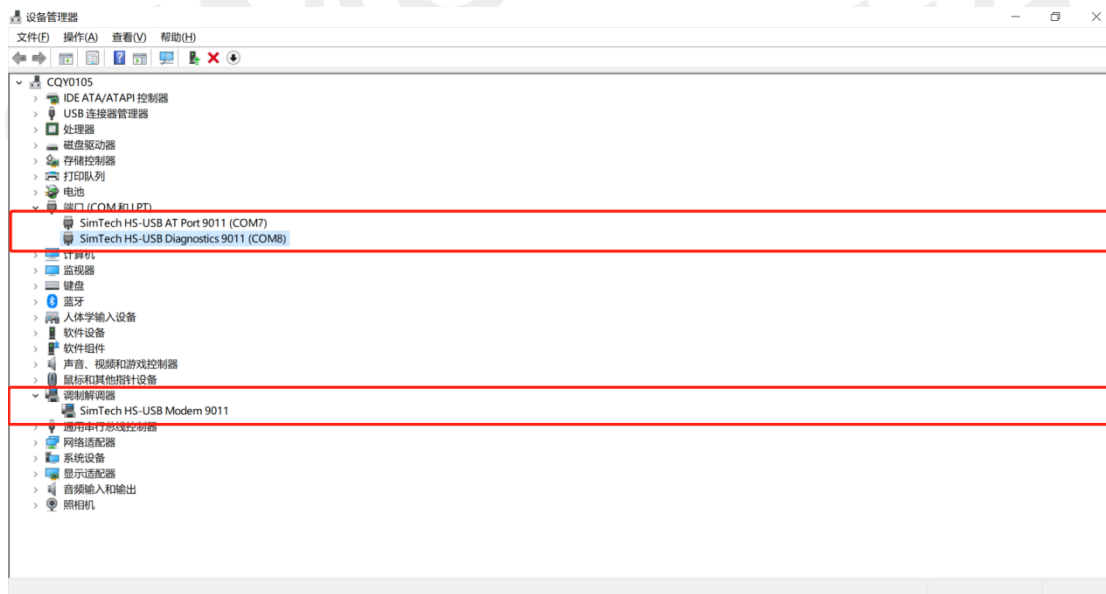 设备管理器
文件(F) 操作(A) 查看(V) 帮助(H)
CQY0105
IDE ATA/ATAPI 控制器
USB 连接器管理器
处理器
磁盘驱动器
存储控制器
打印队列
电池
端口 (COM 和 LPT)
SimTech HS-USB AT Port 9011 (COM7)
SimTech HS-USB Diagnostics 9011 (COM8)
计算机
监视器
键盘
蓝牙
人体学输入设备
软件设备
软件组件
声音、视频和游戏控制器
鼠标和其他指针设备
调制解调器
SimTech HS-USB Modem 9011
通用串行总线控制器
网络适配器
系统设备
显示适配器
音频输入和输出
照相机